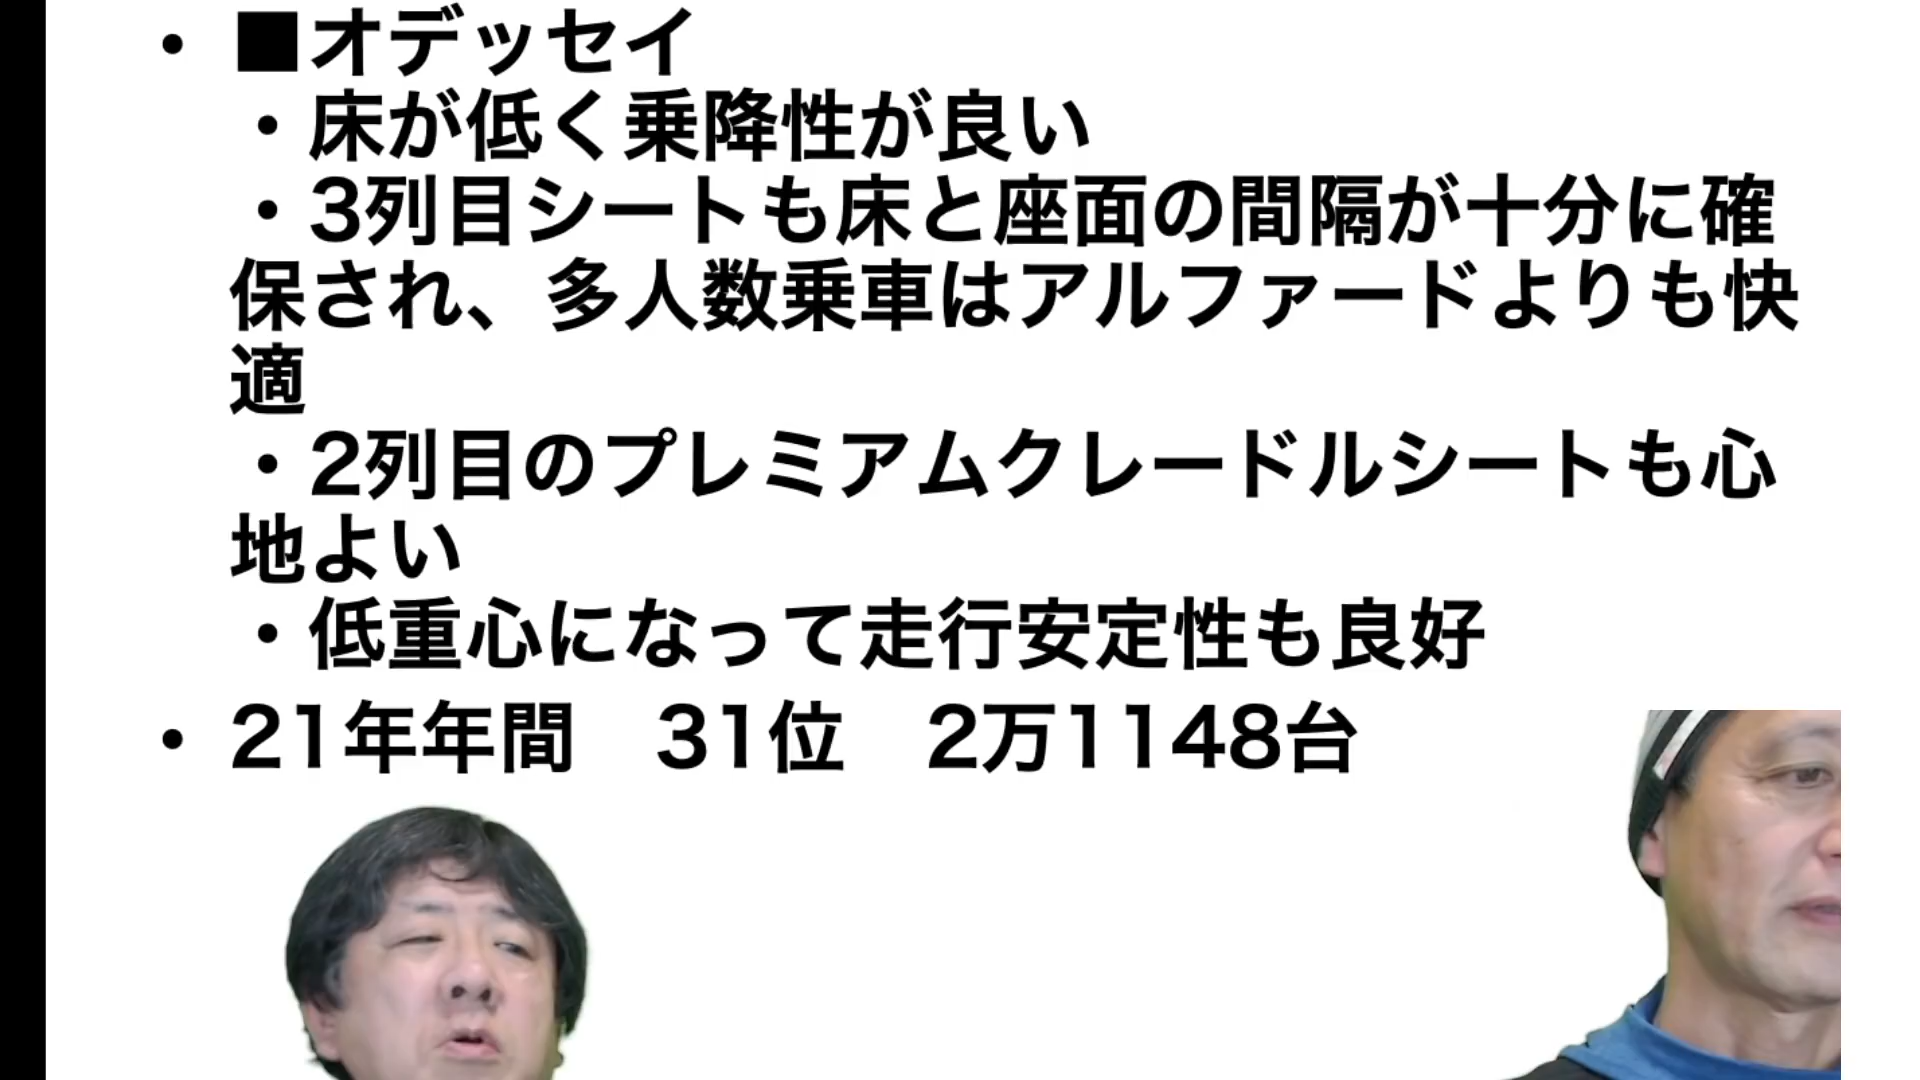 • ■オデッセイ
・床が低く乗降性が良い
・3列目シートも床と座面の間隔が十分に確
保され、多人数乗車はアルファードよりも快
適
・2列目のプレミアムクレードルシートも心
地よい
・低重心になって走行安定性も良好
• 21年年間　31位　2万1148台